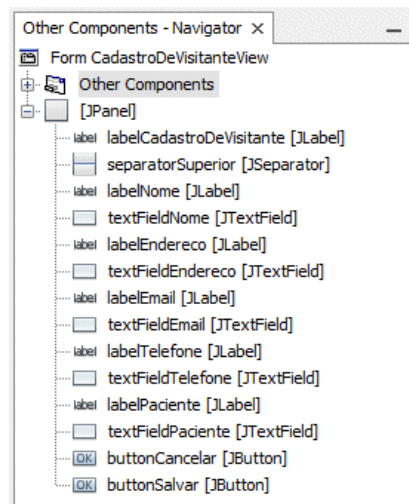 Other Components - Navigator ×
Form CadastroDeVisitanteView
Other Components
[JPanel]
label labelCadastroDeVisitante [JLabel]
separatorSuperior [JSeparator]
label labelNome [JLabel]
textFieldNome [JTextField]
label labelEndereco [JLabel]
textFieldEndereco [JTextField]
label labelEmail [JLabel]
textFieldEmail [JTextField]
label labelTelefone [JLabel]
textFieldTelefone [JTextField]
label labelPaciente [JLabel]
textFieldPaciente [JTextField]
OK buttonCancelar [JButton]
OK buttonSalvar [JButton]